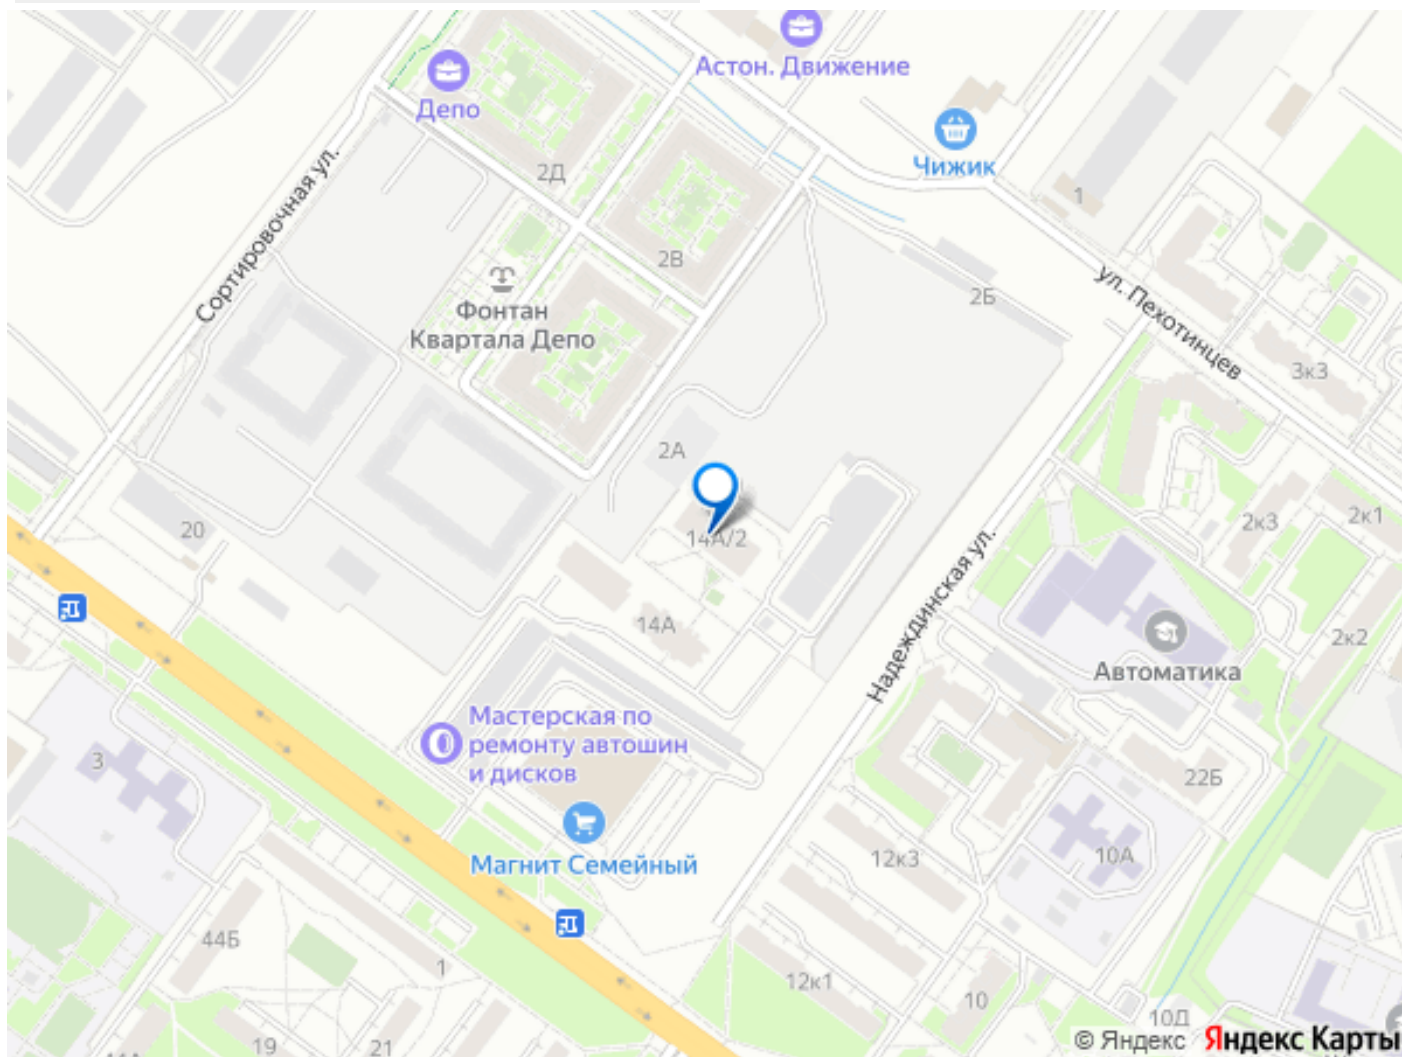 Астон. Движение
Депо
Чижик
2Д
1
Сортировочная ул.
2В
2Б
ул. Пехотинцев
Фонтан
Квартала Депо
3к3
2А
20
14А/2
2к3
2к1
Надеждинская ул.
14А
2к2
Автоматика
Мастерская по
ремонту автошин
и дисков
3
22Б
Магнит Семейный
12к3
10А
44Б
1
12к1
10
10Д
19
21
© Яндекс Яндекс Карты